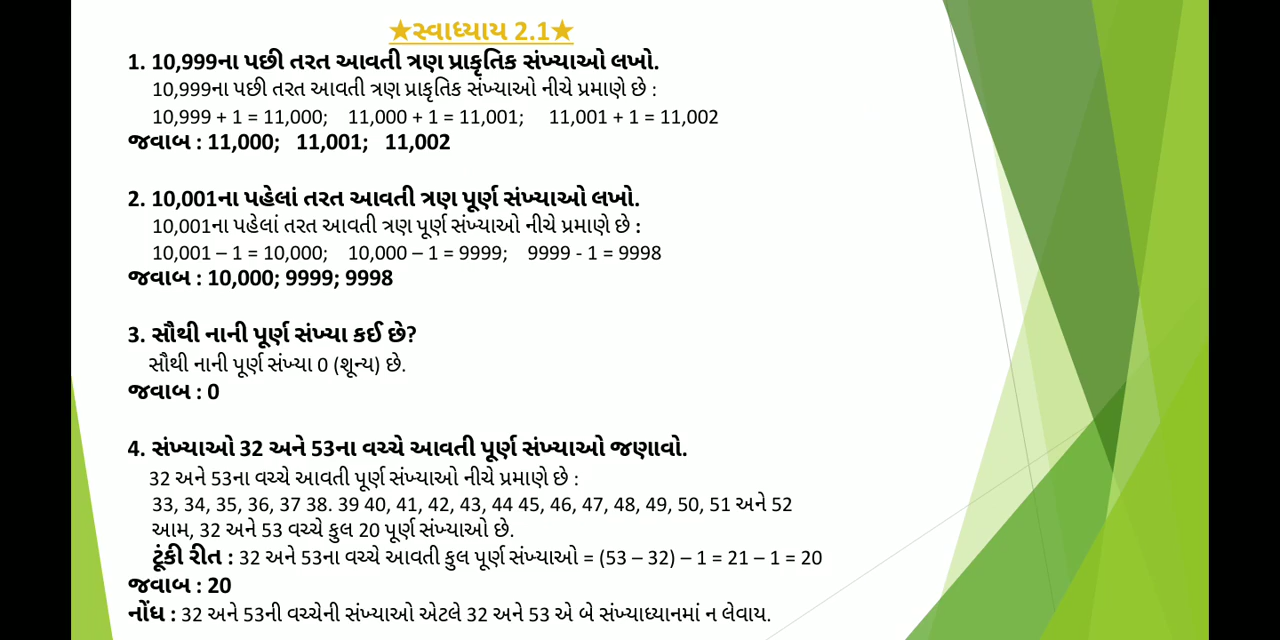 ★સ્વાધ્યાય 2.1★
1. 10,999ના પછી તરત આવતી ત્રણ પ્રાકૃતિક સંખ્યાઓ લખો.
10,999ના પછી તરત આવતી ત્રણ પ્રાકૃતિક સંખ્યાઓ નીચે પ્રમાણે છે :
10,999 + 1 = 11,000; 11,000 + 1 = 11,001; 11,001 + 1 = 11,002
જવાબ : 11,000; 11,001; 11,002
2. 10,001ના પહેલાં તરત આવતી ત્રણ પૂર્ણ સંખ્યાઓ લખો.
10,001ના પહેલાં તરત આવતી ત્રણ પૂર્ણ સંખ્યાઓ નીચે પ્રમાણે છે :
10,001 – 1 = 10,000; 10,000 – 1 = 9999; 9999 - 1 = 9998
જવાબ : 10,000; 9999; 9998
3. સૌથી નાની પૂર્ણ સંખ્યા કઈ છે?
સૌથી નાની પૂર્ણ સંખ્યા 0 (શૂન્ય) છે.
જવાબ : 0
4. સંખ્યાઓ 32 અને 53ના વચ્ચે આવતી પૂર્ણ સંખ્યાઓ જણાવો.
32 અને 53ના વચ્ચે આવતી પૂર્ણ સંખ્યાઓ નીચે પ્રમાણે છે :
33, 34, 35, 36, 37 38. 39 40, 41, 42, 43, 44 45, 46, 47, 48, 49, 50, 51 અને 52
આમ, 32 અને 53 વચ્ચે કુલ 20 પૂર્ણ સંખ્યાઓ છે.
ટૂંકી રીત : 32 અને 53ના વચ્ચે આવતી કુલ પૂર્ણ સંખ્યાઓ = (53 – 32) – 1 = 21 – 1 = 20
જવાબ : 20
નોંધ : 32 અને 53ની વચ્ચેની સંખ્યાઓ એટલે 32 અને 53 એ બે સંખ્યાધ્યાનમાં ન લેવાય.